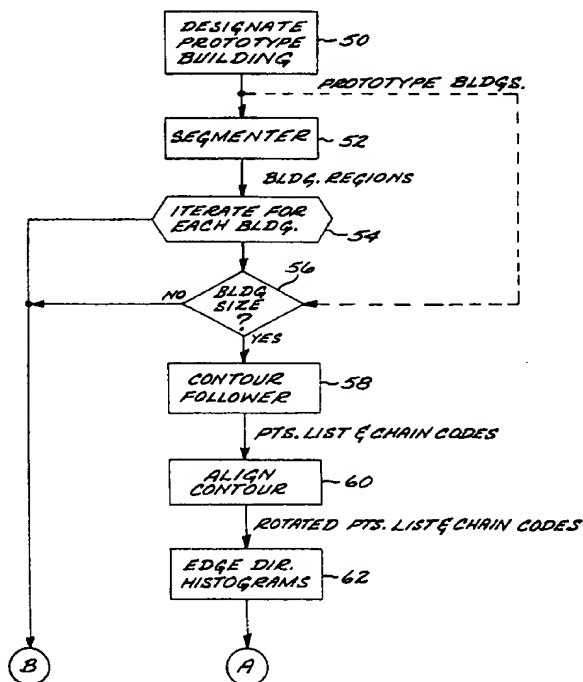 DESIGNATE
PROTOTYPE
BUILDING
50
PROTOTYPE BLDGS.
SEGMENTER
52
BLDG. REGIONS
ITERATE FOR
EACH BLDG.
54
56
BLDG
SIZE
?
NO
YES
CONTOUR
FOLLOWER
58
PTS. LIST & CHAIN CODES
ALIGN
CONTOUR
60
ROTATED PTS. LIST & CHAIN CODES
EDGE DIR.
HISTOGRAMS
62
B
A